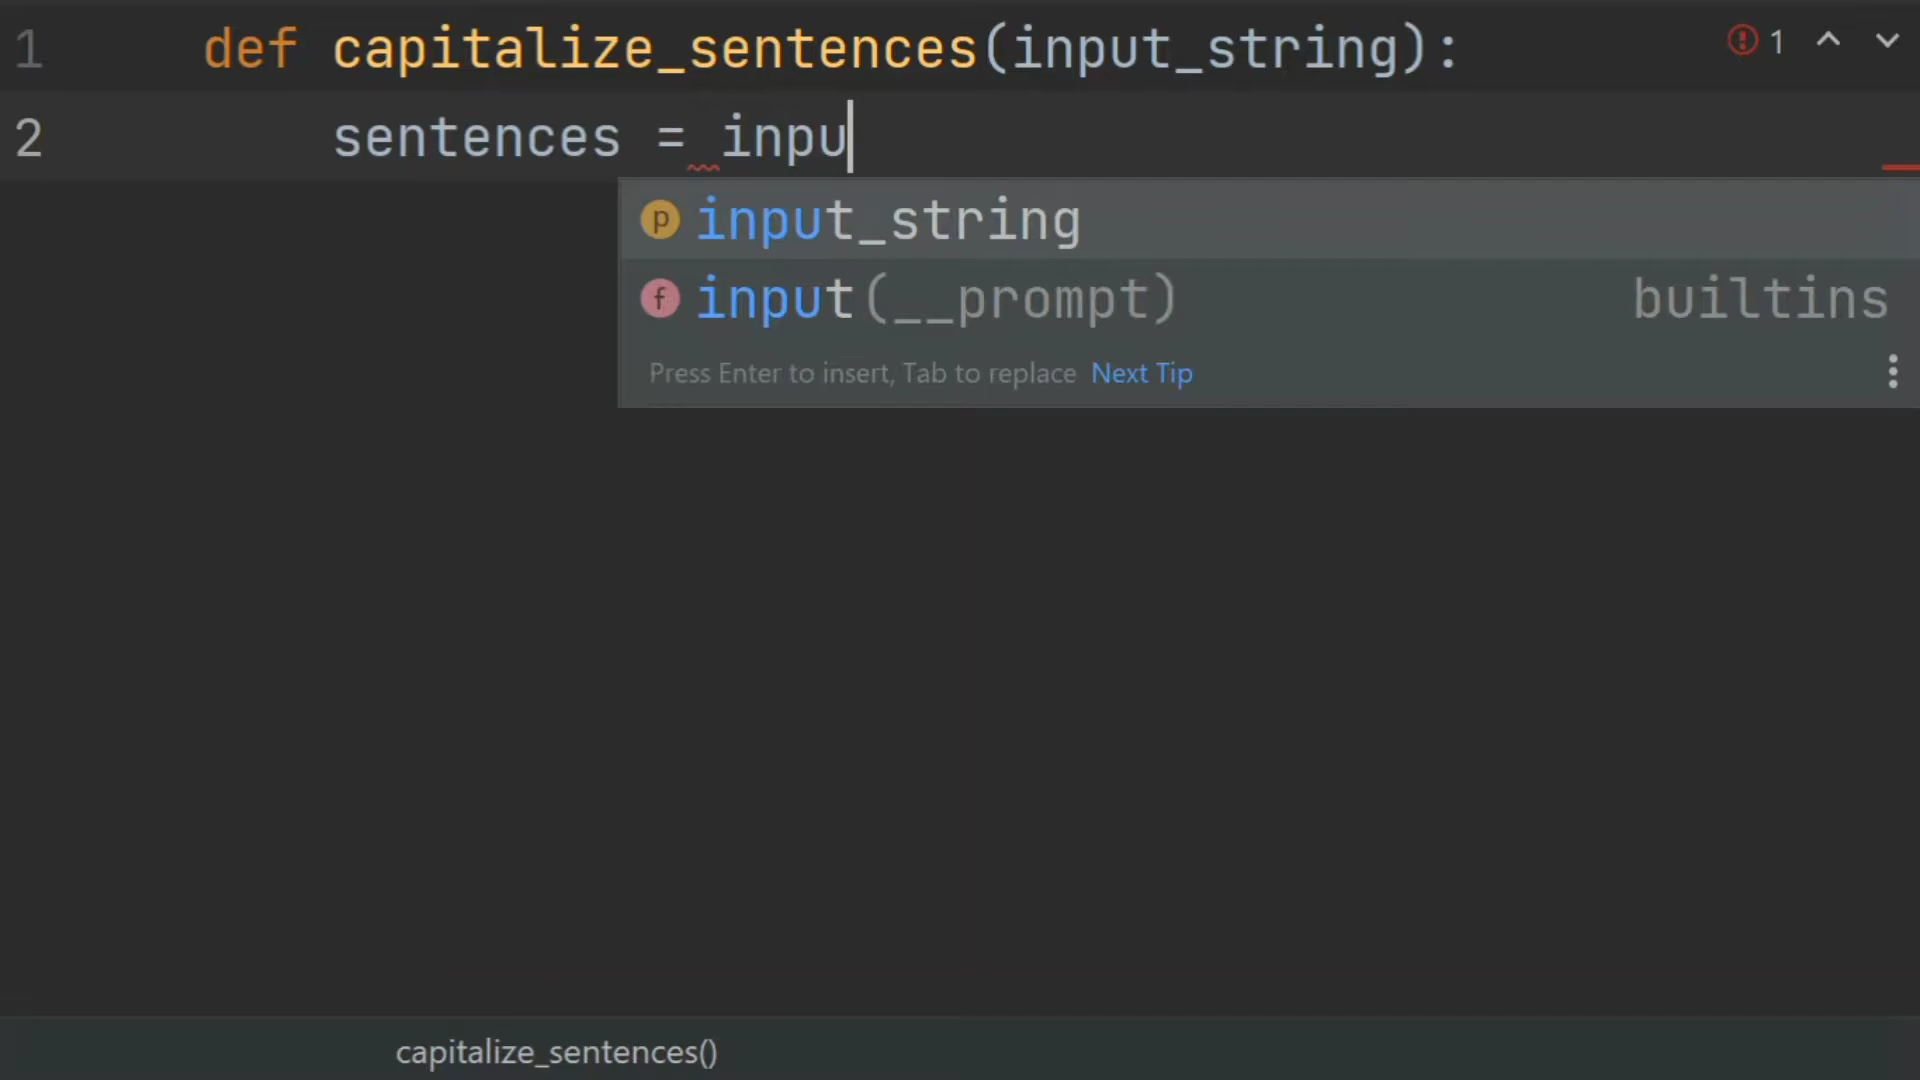 1 def capitalize_sentences(input_string): 1
2 sentences = inpu
p input_string
f input(__prompt) builtins
Press Enter to insert, Tab to replace Next Tip
capitalize_sentences()